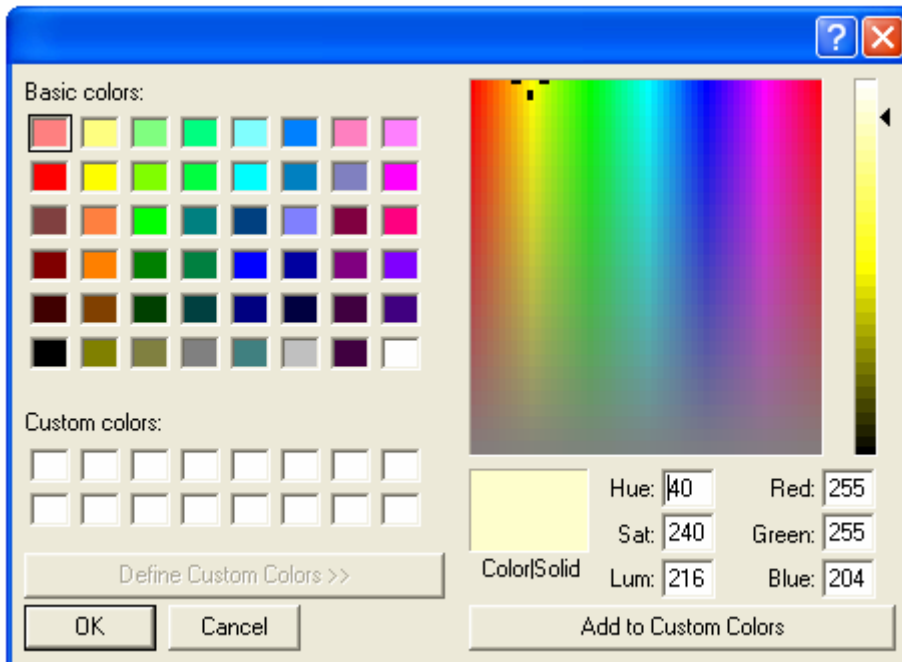 ?
Basic colors:
Custom colors:
Define Custom Colors >>
OK
Cancel
Color|Solid
Hue: 40
Sat: 240
Lum: 216
Red: 255
Green: 255
Blue: 204
Add to Custom Colors